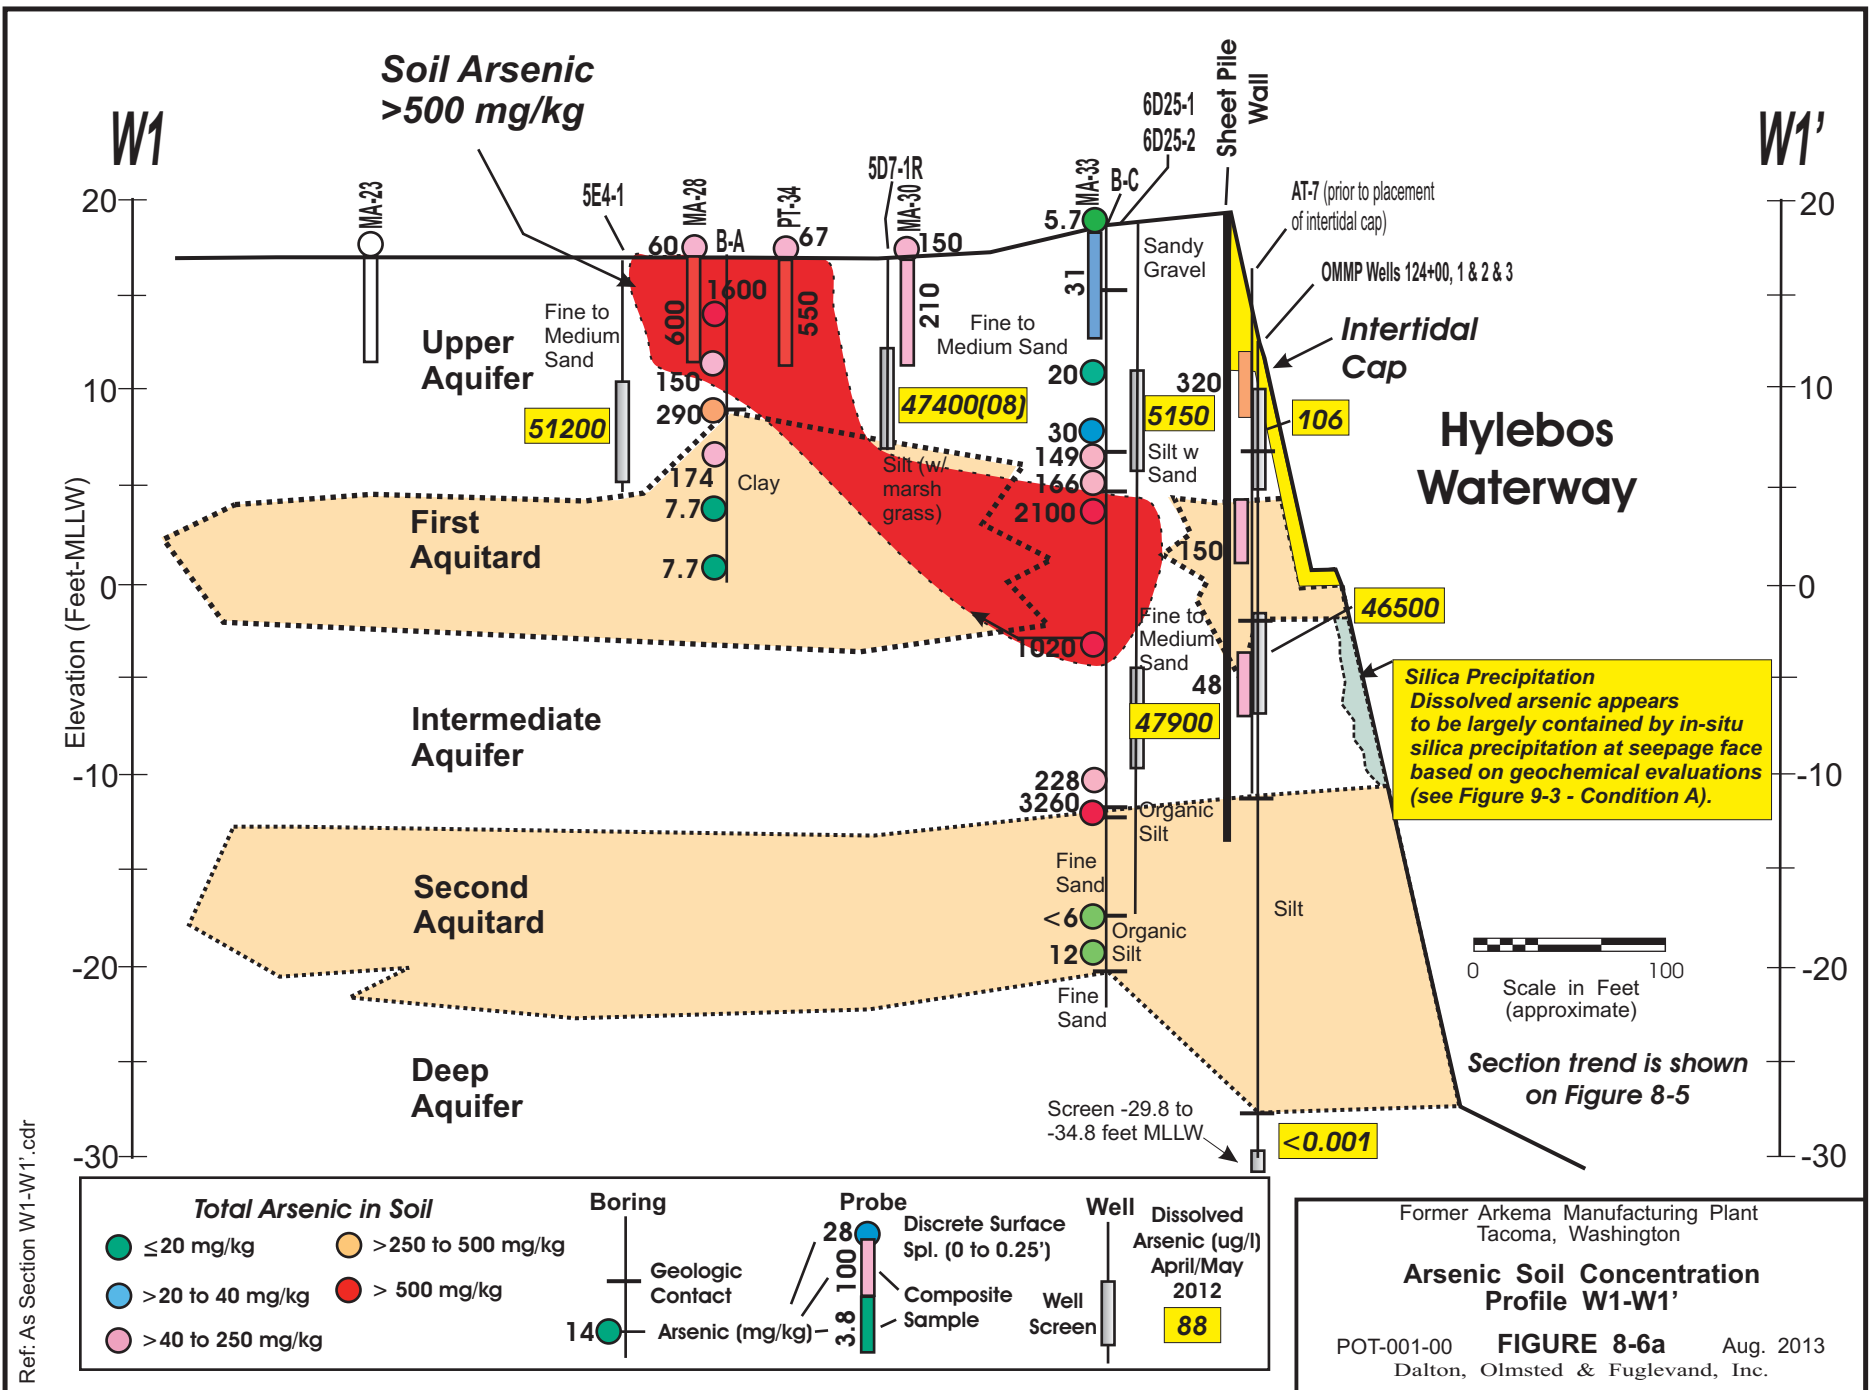 Soil Arsenic
>500 mg/kg
W1
W1'
MA-23
5E4-1
MA-28
B-A
PT-34
5D7-1R
MA-30
MA-33
B-C
6D25-1
6D25-2
Sheet Pile
Wall
AT-7 (prior to placement
of intertidal cap)
OMMP Wells 124+00, 1 & 2 & 3
Intertidal
Cap
Hylebos
Waterway
Elevation (Feet-MLLW)
20
10
0
-10
-20
-30
20
10
0
-10
-20
-30
60
67
150
5.7
1600
600
550
210
31
150
290
174
7.7
7.7
20
30
149
166
2100
1020
228
3260
<6
12
320
150
48
51200
47400(08)
5150
106
46500
47900
<0.001
Upper
Aquifer
Fine to
Medium
Sand
Fine to
Medium Sand
Sandy
Gravel
Silt w
Sand
Clay
Silt (w/
marsh
grass)
First
Aquitard
Fine to
Medium
Sand
Intermediate
Aquifer
Organic
Silt
Fine
Sand
Second
Aquitard
Organic
Silt
Silt
Fine
Sand
Deep
Aquifer
Screen -29.8 to
-34.8 feet MLLW
Silica Precipitation
Dissolved arsenic appears
to be largely contained by in-situ
silica precipitation at seepage face
based on geochemical evaluations
(see Figure 9-3 - Condition A).
0 100
Scale in Feet
(approximate)
Section trend is shown
on Figure 8-5
Total Arsenic in Soil
≤20 mg/kg
>20 to 40 mg/kg
>40 to 250 mg/kg
>250 to 500 mg/kg
> 500 mg/kg
Boring
Geologic
Contact
14
Arsenic (mg/kg)
Probe
28
100
3.8
Discrete Surface
Spl. (0 to 0.25')
Composite
Sample
Well
Well
Screen
Dissolved
Arsenic (ug/l)
April/May
2012
88
Former Arkema Manufacturing Plant
Tacoma, Washington
Arsenic Soil Concentration
Profile W1-W1'
POT-001-00 FIGURE 8-6a Aug. 2013
Dalton, Olmsted & Fuglevand, Inc.
Ref: As Section W1-W1'.cdr